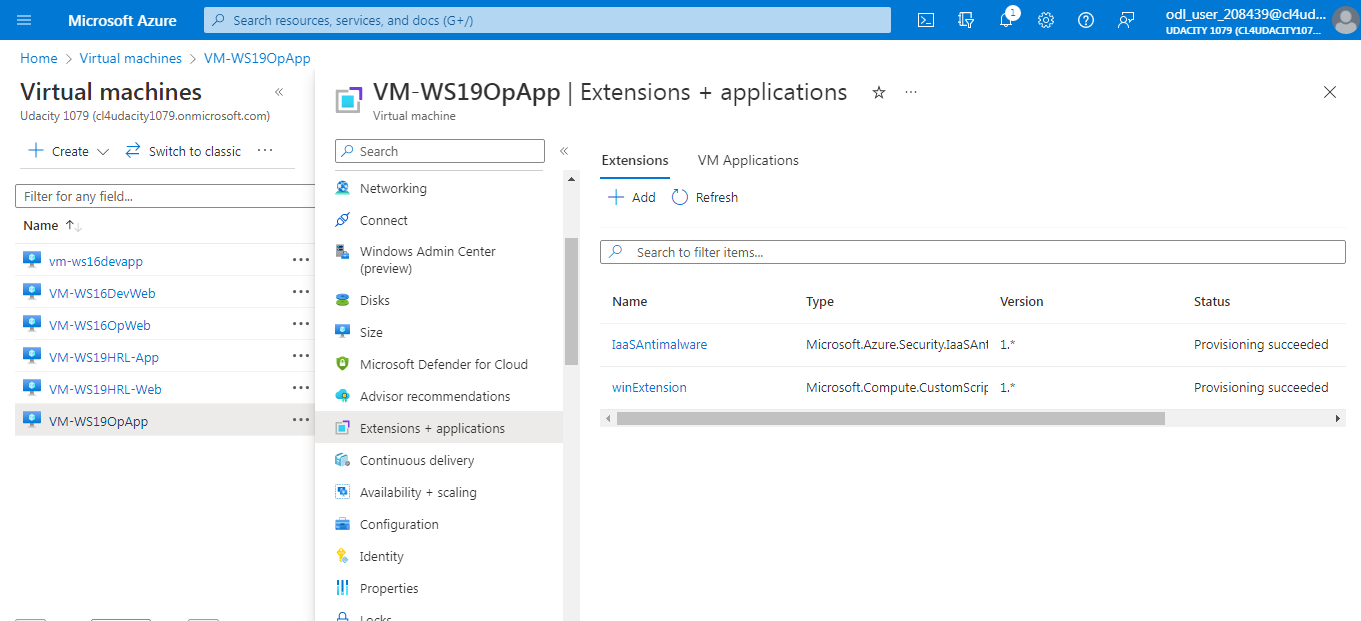 Microsoft Azure
Search resources, services, and docs (G+/)
1
odl_user_208439@cl4ud...
UDACITY 1079 (CL4UDACITY107...
Home > Virtual machines > VM-WS19OpApp
Virtual machines
Udacity 1079 (cl4udacity1079.onmicrosoft.com)
Create
Switch to classic
Filter for any field...
Name
vm-ws16devapp
VM-WS16DevWeb
VM-WS16OpWeb
VM-WS19HRL-App
VM-WS19HRL-Web
VM-WS19OpApp
VM-WS19OpApp | Extensions + applications
Virtual machine
Search
Networking
Connect
Windows Admin Center
(preview)
Disks
Size
Microsoft Defender for Cloud
Advisor recommendations
Extensions + applications
Continuous delivery
Availability + scaling
Configuration
Identity
Properties
Locks
Extensions VM Applications
Add Refresh
Search to filter items...
Name Type Version Status
IaaSAntimalware Microsoft.Azure.Security.IaaSAnt 1.* Provisioning succeeded
winExtension Microsoft.Compute.CustomScrip 1.* Provisioning succeeded